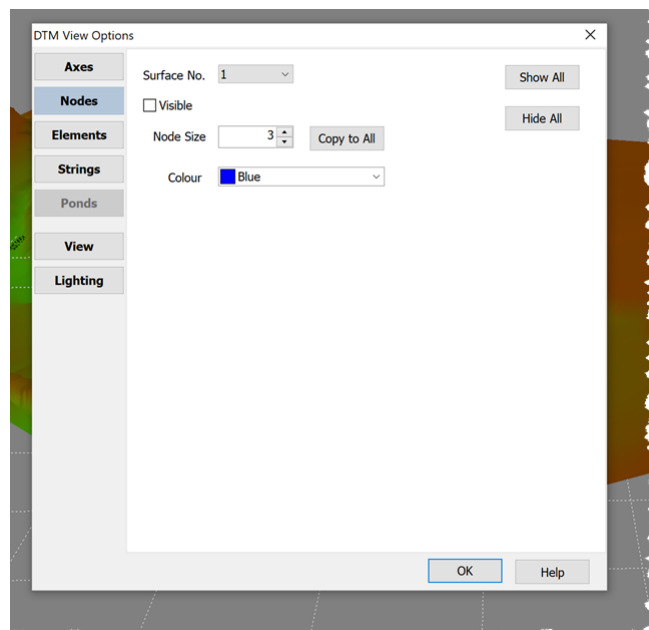 DTM View Options
Axes
Nodes
Elements
Strings
Ponds
View
Lighting
Surface No. 1
Visible
Node Size 3 Copy to All
Colour Blue
Show All
Hide All
OK Help